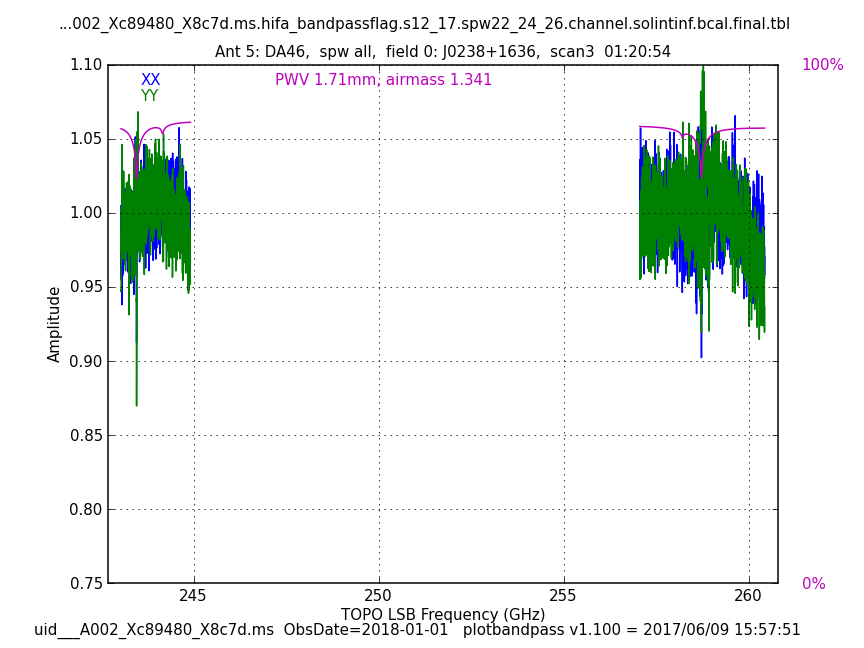 ...002_Xc89480_X8c7d.ms.hifa_bandpassflag.s12_17.spw22_24_26.channel.solintinf.bcal.final.tbl
Ant 5: DA46,  spw all,  field 0: J0238+1636,  scan3  01:20:54
XX
YY
PWV 1.71mm, airmass 1.341
100%
0%
1.10
1.05
1.00
0.95
0.90
0.85
0.80
0.75
Amplitude
245
250
255
260
TOPO LSB Frequency (GHz)
uid___A002_Xc89480_X8c7d.ms  ObsDate=2018-01-01   plotbandpass v1.100 = 2017/06/09 15:57:51